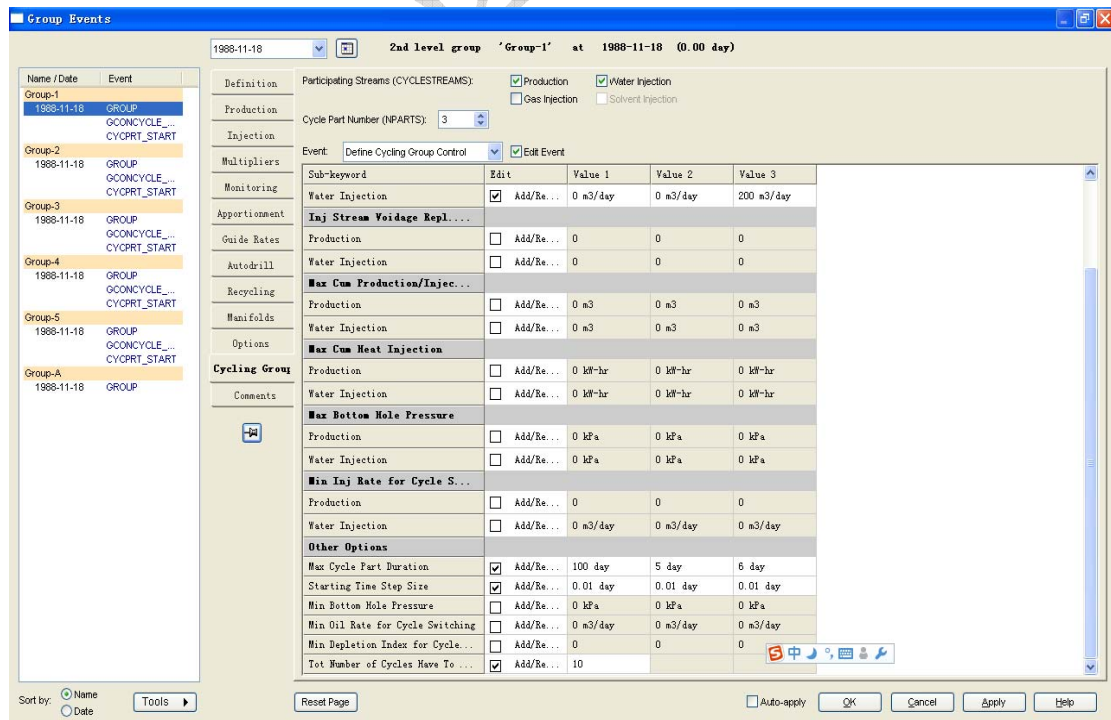 Group Events
1988-11-18 2nd level group 'Group-1' at 1988-11-18 (0.00 day)
Name / Date Event
Group-1
1988-11-18 GROUP
GCONCYCLE_...
CYCPRT_START
Group-2
1988-11-18 GROUP
GCONCYCLE_...
CYCPRT_START
Group-3
1988-11-18 GROUP
GCONCYCLE_...
CYCPRT_START
Group-4
1988-11-18 GROUP
GCONCYCLE_...
CYCPRT_START
Group-5
1988-11-18 GROUP
GCONCYCLE_...
CYCPRT_START
Group-A
1988-11-18 GROUP
Definition
Production
Injection
Multipliers
Monitoring
Apportionment
Guide Rates
Autodrill
Recycling
Manifolds
Options
Cycling Group
Comments
Participating Streams (CYCLESTREAMS): Production Water Injection
Gas Injection Solvent Injection
Cycle Part Number (NPARTS): 3
Event: Define Cycling Group Control Edit Event
Sub-keyword Edit Value 1 Value 2 Value 3
Water Injection Add/Re... 0 m3/day 0 m3/day 200 m3/day
Inj Stream Voidage Repl....
Production Add/Re... 0 0 0
Water Injection Add/Re... 0 0 0
Max Cum Production/Injec...
Production Add/Re... 0 m3 0 m3 0 m3
Water Injection Add/Re... 0 m3 0 m3 0 m3
Max Cum Heat Injection
Production Add/Re... 0 kW-hr 0 kW-hr 0 kW-hr
Water Injection Add/Re... 0 kW-hr 0 kW-hr 0 kW-hr
Max Bottom Hole Pressure
Production Add/Re... 0 kPa 0 kPa 0 kPa
Water Injection Add/Re... 0 kPa 0 kPa 0 kPa
Min Inj Rate for Cycle S...
Production Add/Re... 0 0 0
Water Injection Add/Re... 0 m3/day 0 m3/day 0 m3/day
Other Options
Max Cycle Part Duration Add/Re... 100 day 5 day 6 day
Starting Time Step Size Add/Re... 0.01 day 0.01 day 0.01 day
Min Bottom Hole Pressure Add/Re... 0 kPa 0 kPa 0 kPa
Min Oil Rate for Cycle Switching Add/Re... 0 m3/day 0 m3/day 0 m3/day
Min Depletion Index for Cycle... Add/Re... 0 0 0
Tot Number of Cycles Have To ... Add/Re... 10
中
Sort by: Name
Date
Tools
Reset Page
Auto-apply OK Cancel Apply Help